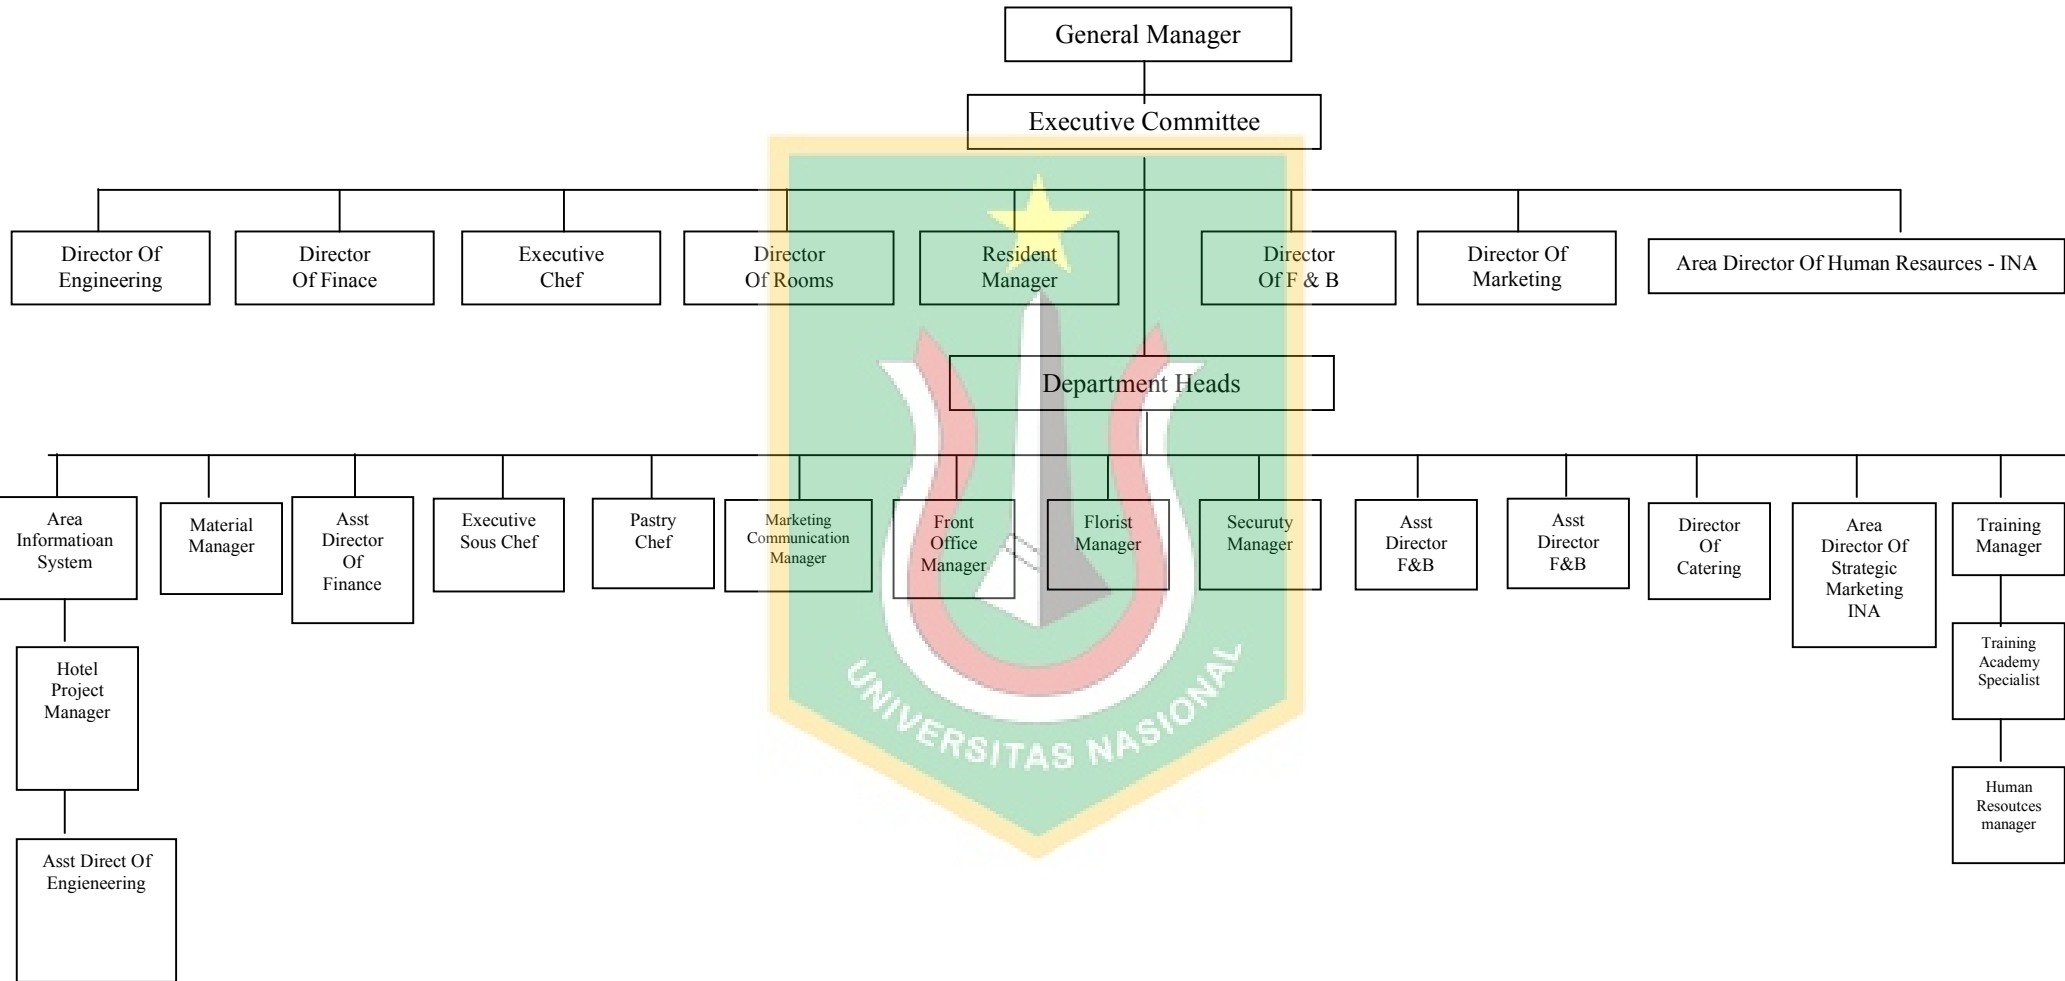 General Manager
Executive Committee
Director Of
Engineering
Director
Of Finace
Executive
Chef
Director
Of Rooms
Resident
Manager
Director
Of F & B
Director Of
Marketing
Area Director Of Human Resaurces - INA
Department Heads
Area
Informatioan
System
Material
Manager
Asst
Director
Of
Finance
Executive
Sous Chef
Pastry
Chef
Marketing
Communication
Manager
Front
Office
Manager
Florist
Manager
Securuty
Manager
Asst
Director
F&B
Asst
Director
F&B
Director
Of
Catering
Area
Director Of
Strategic
Marketing
INA
Training
Manager
Hotel
Project
Manager
Training
Academy
Specialist
Human
Resoutces
manager
Asst Direct Of
Engieneering
UNIVERSITAS NASIONAL